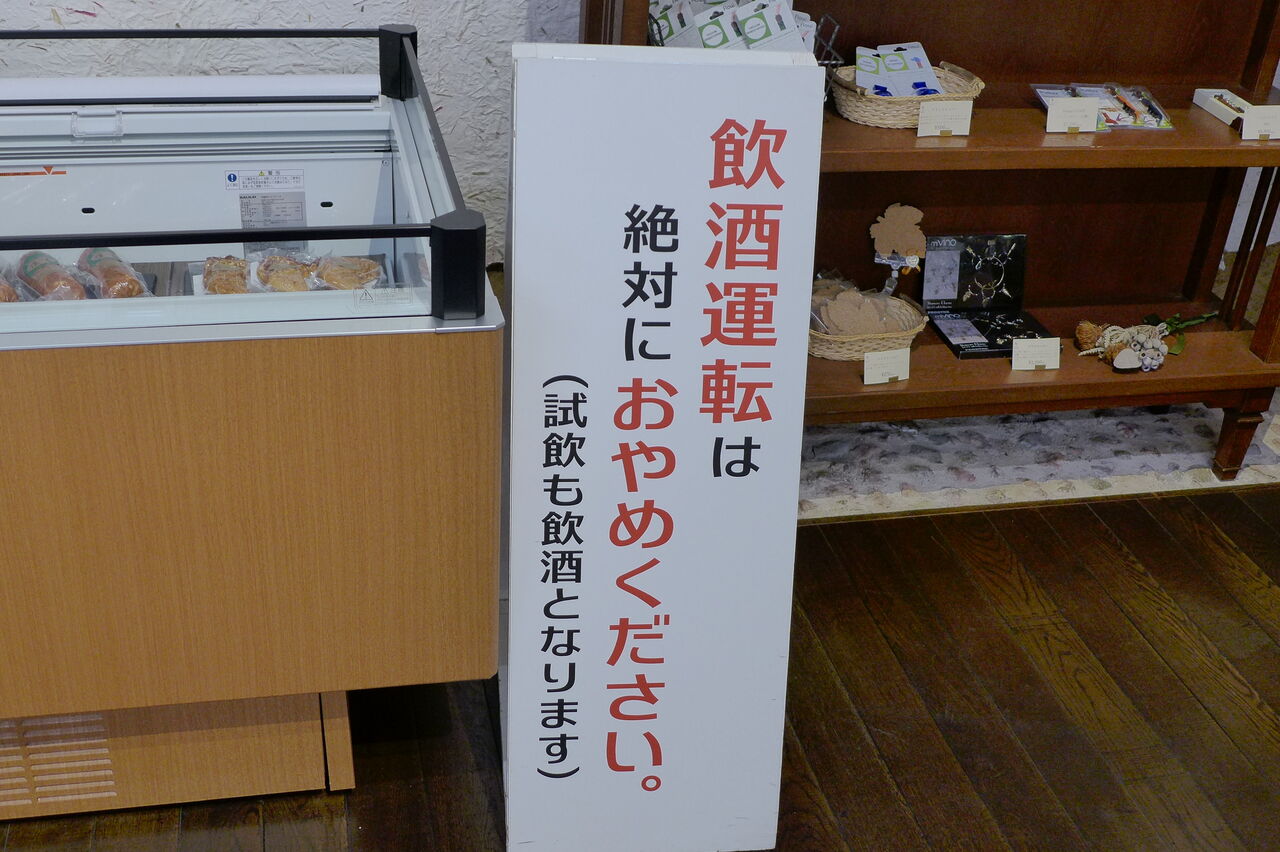 飲酒運転は
絶対におやめください。
(試飲も飲酒となります)
mVino